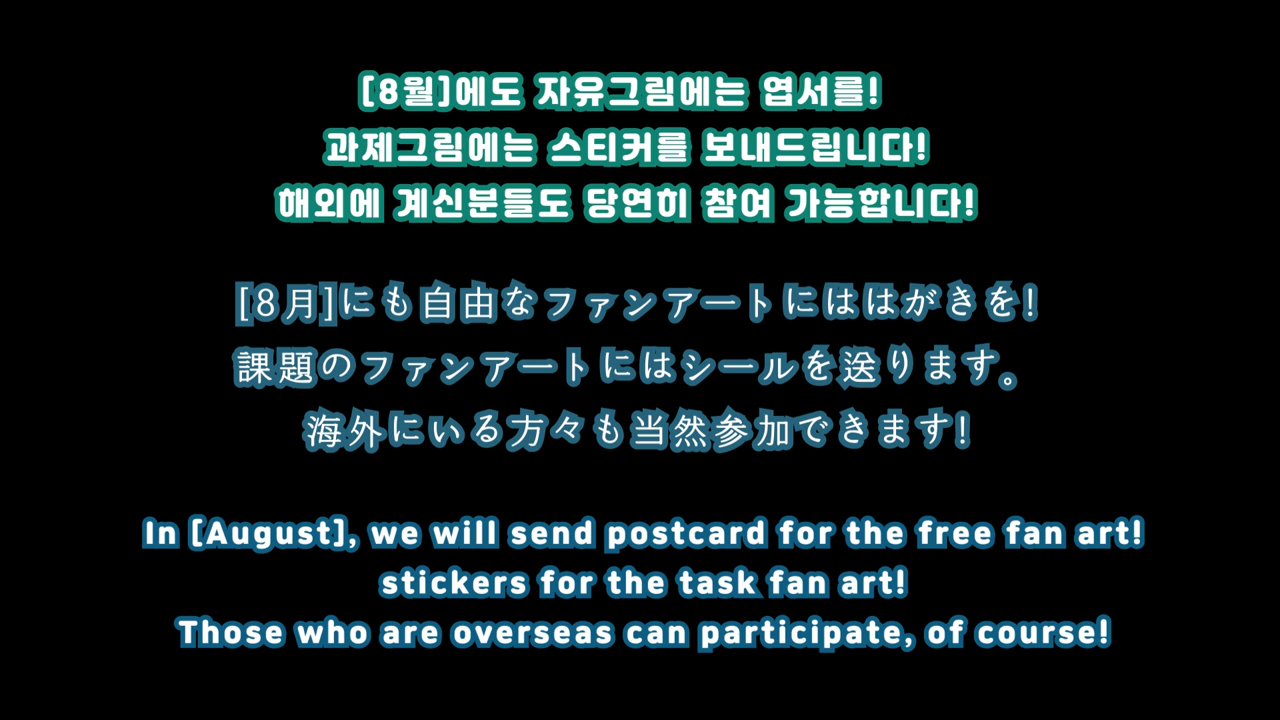 [8월]에도 자유그림에는 엽서를!
과제그림에는 스티커를 보내드립니다!
해외에 계신분들도 당연히 참여 가능합니다!
[8月]にも自由なファンアートにははがきを!
課題のファンアートにはシールを送ります。
海外にいる方々も当然参加できます!
In [August], we will send postcard for the free fan art!
stickers for the task fan art!
Those who are overseas can participate, of course!